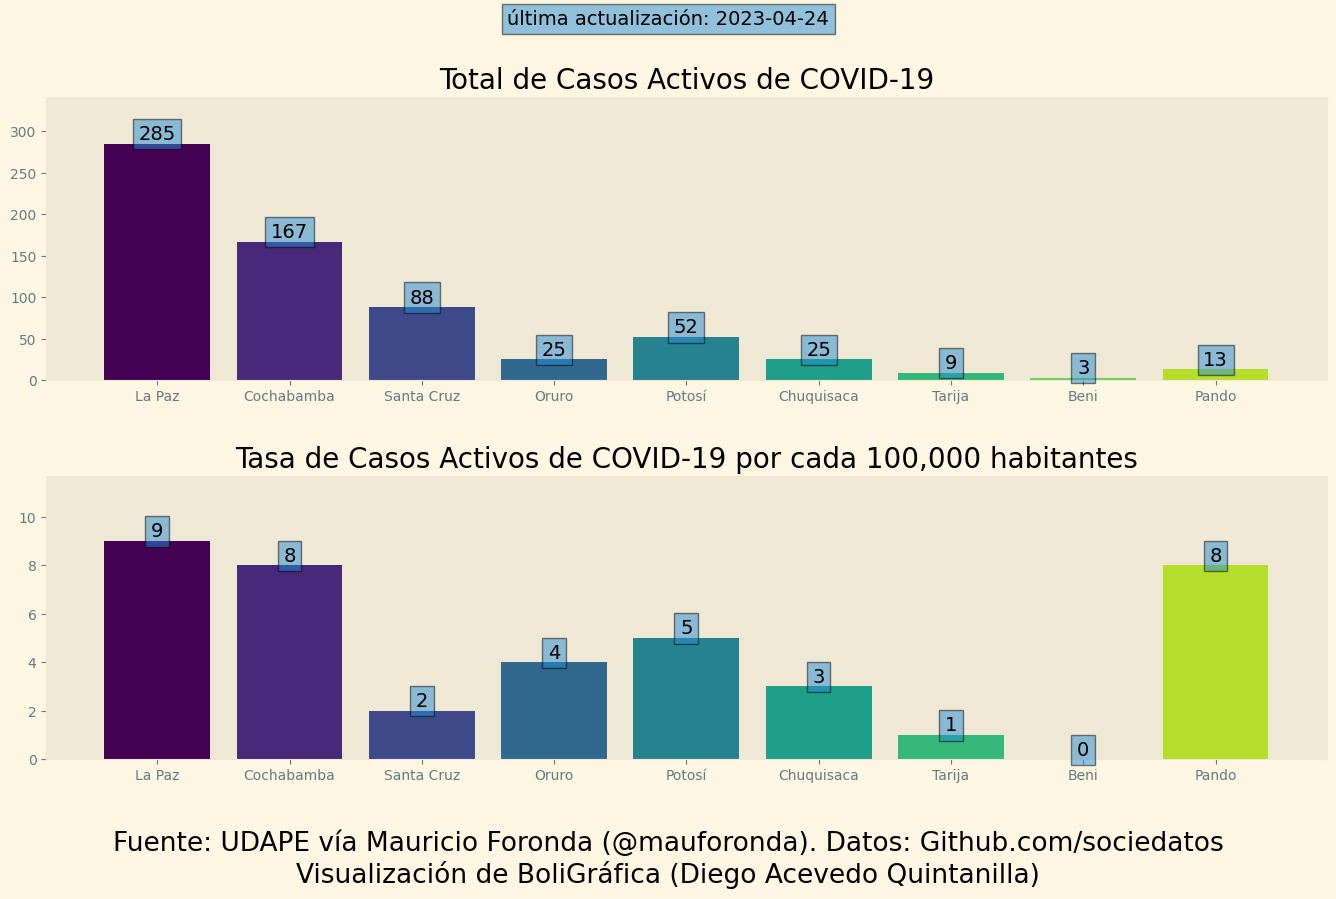 última actualización: 2023-04-24
Total de Casos Activos de COVID-19
300
250
200
150
100
50
0
285
167
88
25
52
25
9
3
13
La Paz
Cochabamba
Santa Cruz
Oruro
Potosí
Chuquisaca
Tarija
Beni
Pando
Tasa de Casos Activos de COVID-19 por cada 100,000 habitantes
10
8
6
4
2
0
9
8
2
4
5
3
1
0
8
La Paz
Cochabamba
Santa Cruz
Oruro
Potosí
Chuquisaca
Tarija
Beni
Pando
Fuente: UDAPE vía Mauricio Foronda (@mauforonda). Datos: Github.com/sociedatos
Visualización de BoliGráfica (Diego Acevedo Quintanilla)